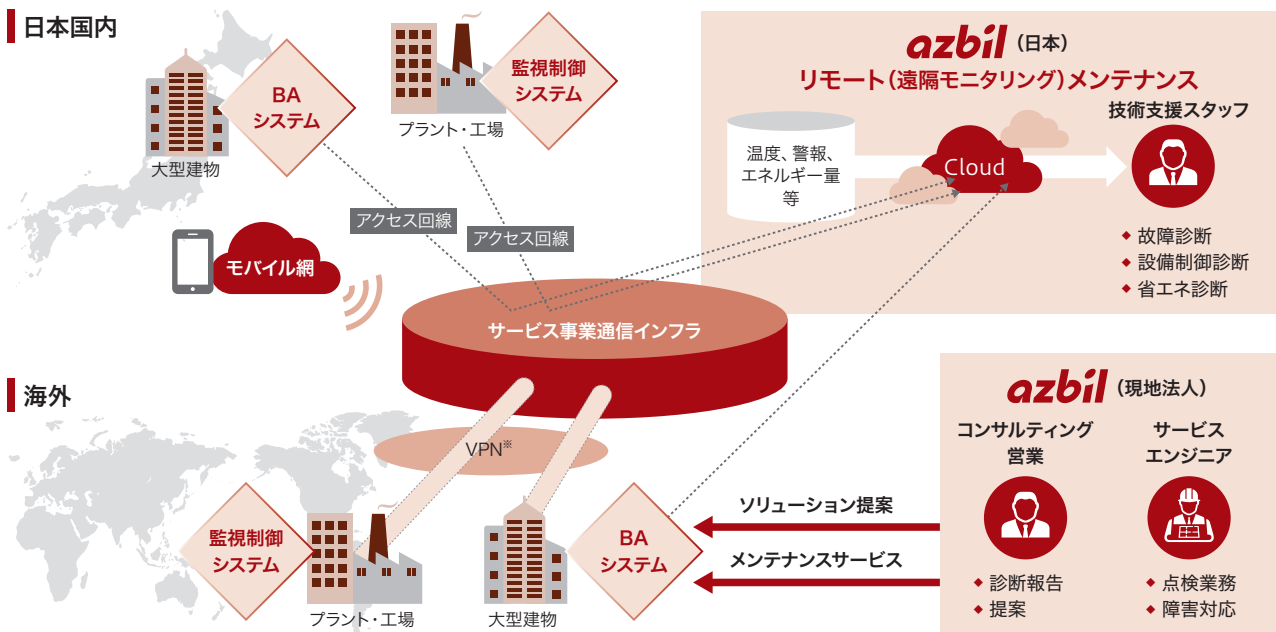 日本国内
BA
システム
大型建物
監視制御
システム
プラント・工場
アクセス回線
アクセス回線
モバイル網
サービス事業通信インフラ
azbil（日本）
リモート（遠隔モニタリング）メンテナンス
温度、警報、
エネルギー量
等
Cloud
技術支援スタッフ
◆ 故障診断
◆ 設備制御診断
◆ 省エネ診断
海外
VPN※
監視制御
システム
プラント・工場
大型建物
BA
システム
ソリューション提案
メンテナンスサービス
azbil（現地法人）
コンサルティング
営業
◆ 診断報告
◆ 提案
サービス
エンジニア
◆ 点検業務
◆ 障害対応